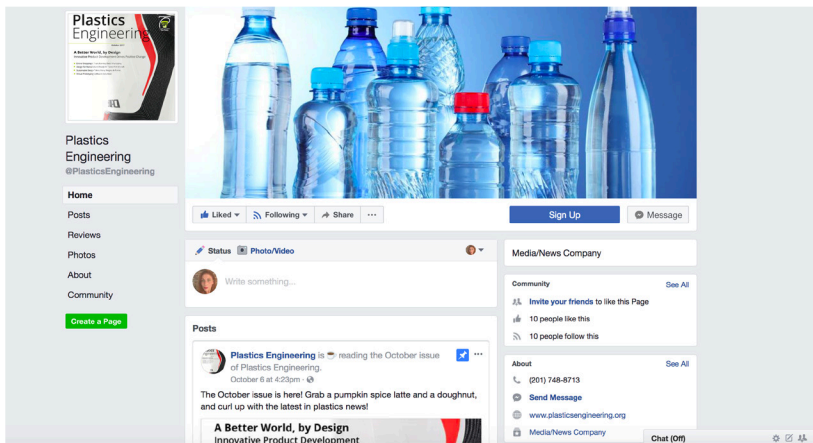 Plastics
Engineering
A Better World, by Design
Innovative Product Development
Plastics
Engineering
@PlasticsEngineering
Home
Posts
Reviews
Photos
About
Community
Create a Page
Liked
Following
Share
Sign Up
Message
Status
Photo/Video
Write something...
Posts
Plastics Engineering is ☕ reading the October issue
of Plastics Engineering.
October 6 at 4:23pm ·
The October issue is here! Grab a pumpkin spice latte and a doughnut,
and curl up with the latest in plastics news!
A Better World, by Design
Innovative Product Development
Media/News Company
Community
See All
Invite your friends to like this Page
10 people like this
10 people follow this
About
See All
(201) 748-8713
Send Message
www.plasticsengineering.org
Media/News Company
Chat (Off)